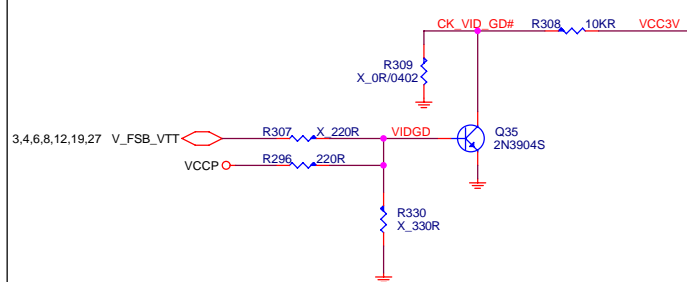 CK_VID_GD# R308 10KR VCC3V
R309
X_0R/0402
3,4,6,8,12,19,27 V_FSB_VTT R307 X_220R VIDGD Q35
2N3904S
VCCP R296 220R
R330
X_330R